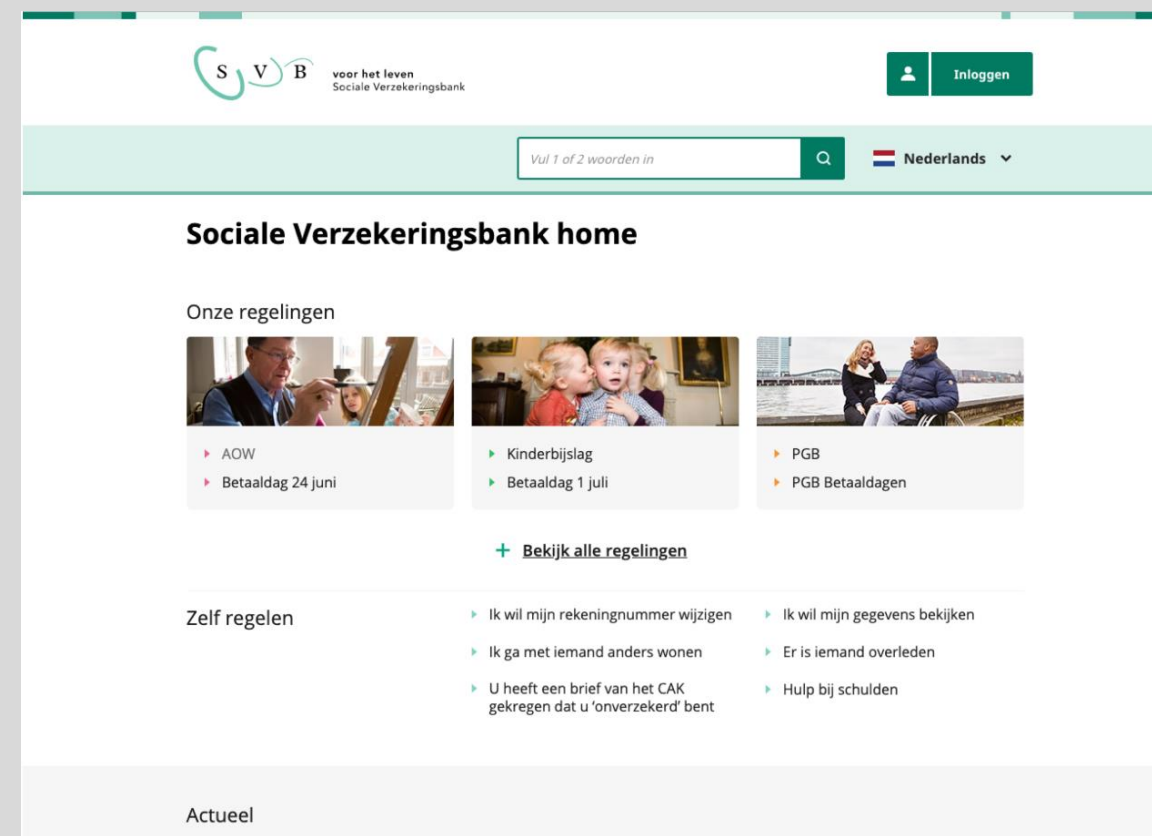 S V B
voor het leven
Sociale Verzekeringsbank
Inloggen
Vul 1 of 2 woorden in
Nederlands
Sociale Verzekeringsbank home
Onze regelingen
AOW
Betaaldag 24 juni
Kinderbijslag
Betaaldag 1 juli
PGB
PGB Betaaldagen
+ Bekijk alle regelingen
Zelf regelen
Ik wil mijn rekeningnummer wijzigen
Ik ga met iemand anders wonen
U heeft een brief van het CAK
gekregen dat u ‘onverzekerd’ bent
Ik wil mijn gegevens bekijken
Er is iemand overleden
Hulp bij schulden
Actueel